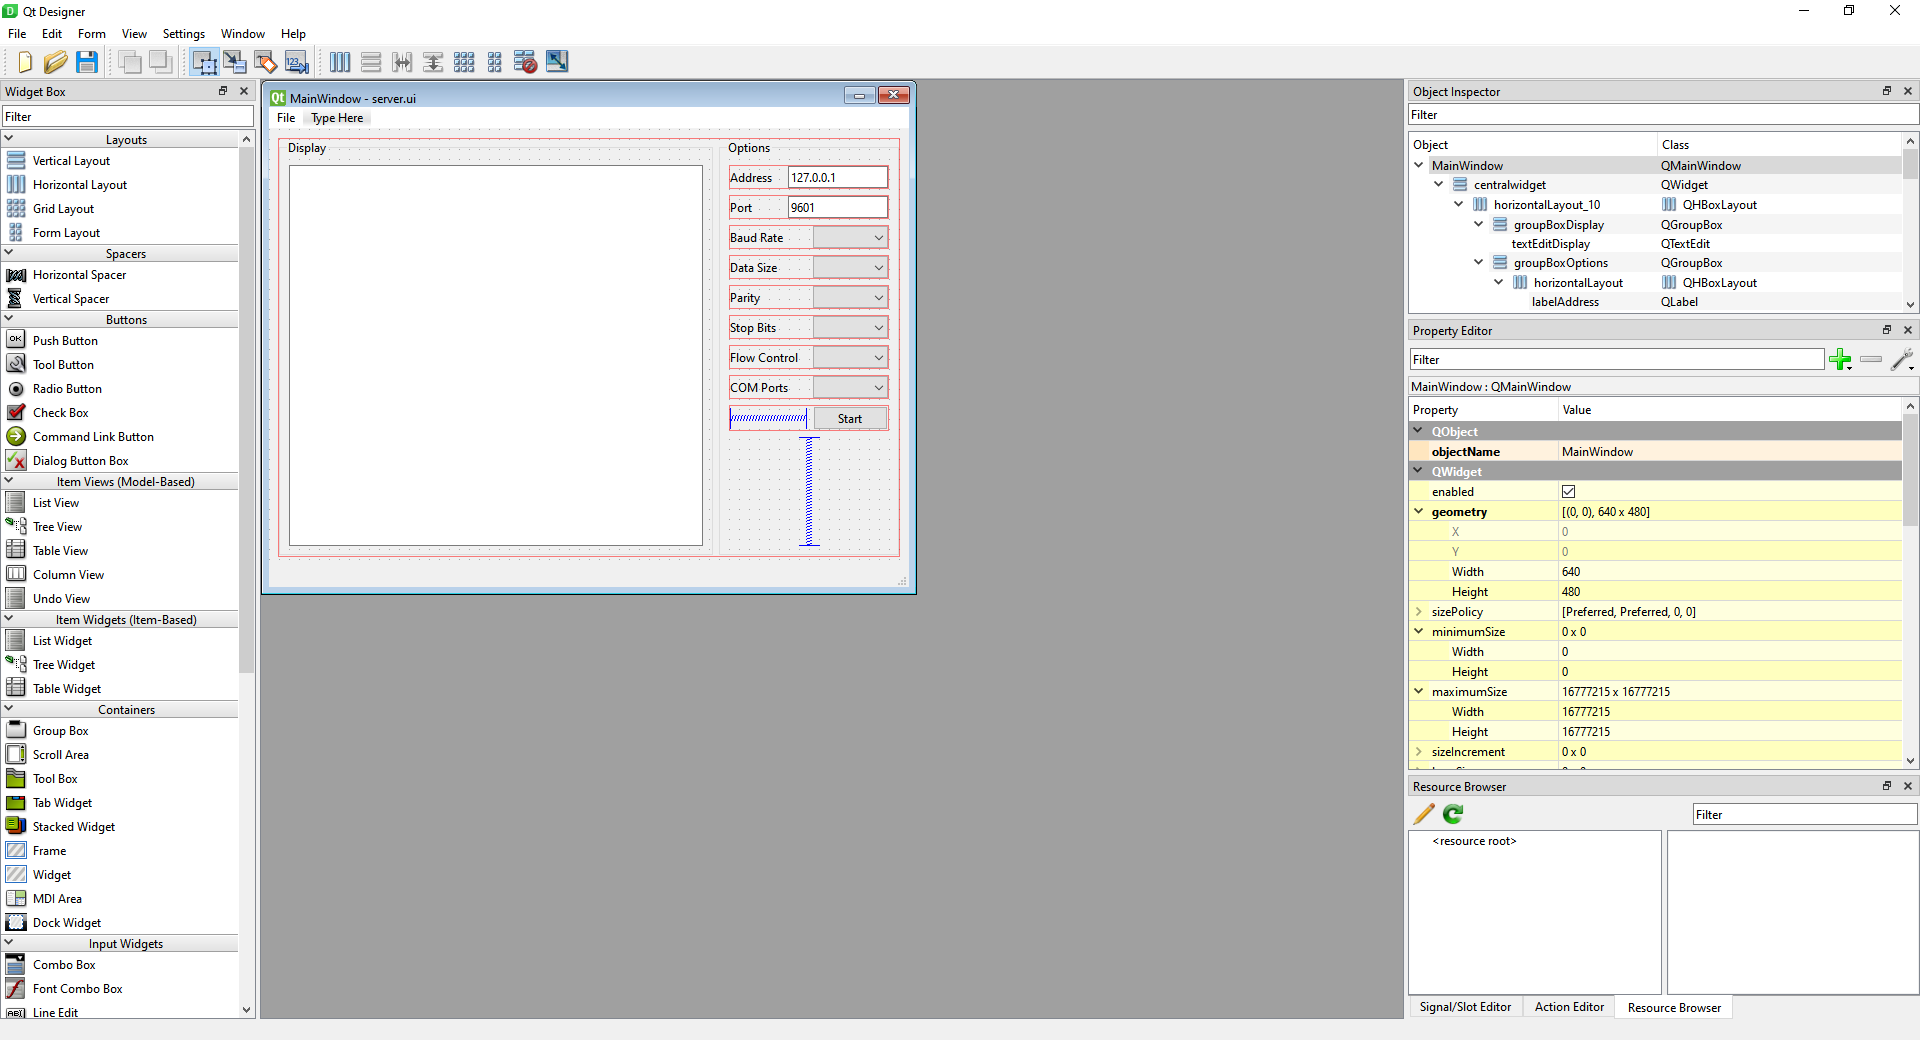 Qt Designer
File Edit Form View Settings Window Help
Widget Box
Filter
Layouts
Vertical Layout
Horizontal Layout
Grid Layout
Form Layout
Spacers
Horizontal Spacer
Vertical Spacer
Buttons
OK
Push Button
Tool Button
Radio Button
Check Box
Command Link Button
Dialog Button Box
Item Views (Model-Based)
List View
Tree View
Table View
Column View
Undo View
Item Widgets (Item-Based)
List Widget
Tree Widget
Table Widget
Containers
Group Box
Scroll Area
Tool Box
Tab Widget
Stacked Widget
Frame
Widget
MDI Area
Dock Widget
Input Widgets
Combo Box
Font Combo Box
Line Edit
Qt MainWindow - server.ui
File Type Here
Display
Options
Address 127.0.0.1
Port 9601
Baud Rate
Data Size
Parity
Stop Bits
Flow Control
COM Ports
Start
Object Inspector
Filter
Object Class
MainWindow QMainWindow
centralwidget QWidget
horizontalLayout_10 QHBoxLayout
groupBoxDisplay QGroupBox
textEditDisplay QTextEdit
groupBoxOptions QGroupBox
horizontalLayout QHBoxLayout
labelAddress QLabel
Property Editor
Filter
MainWindow : QMainWindow
Property Value
QObject
objectName MainWindow
QWidget
enabled
geometry [(0, 0), 640 x 480]
X 0
Y 0
Width 640
Height 480
sizePolicy [Preferred, Preferred, 0, 0]
minimumSize 0 x 0
Width 0
Height 0
maximumSize 16777215 x 16777215
Width 16777215
Height 16777215
sizeIncrement 0 x 0
Resource Browser
Filter
<resource root>
Signal/Slot Editor Action Editor Resource Browser